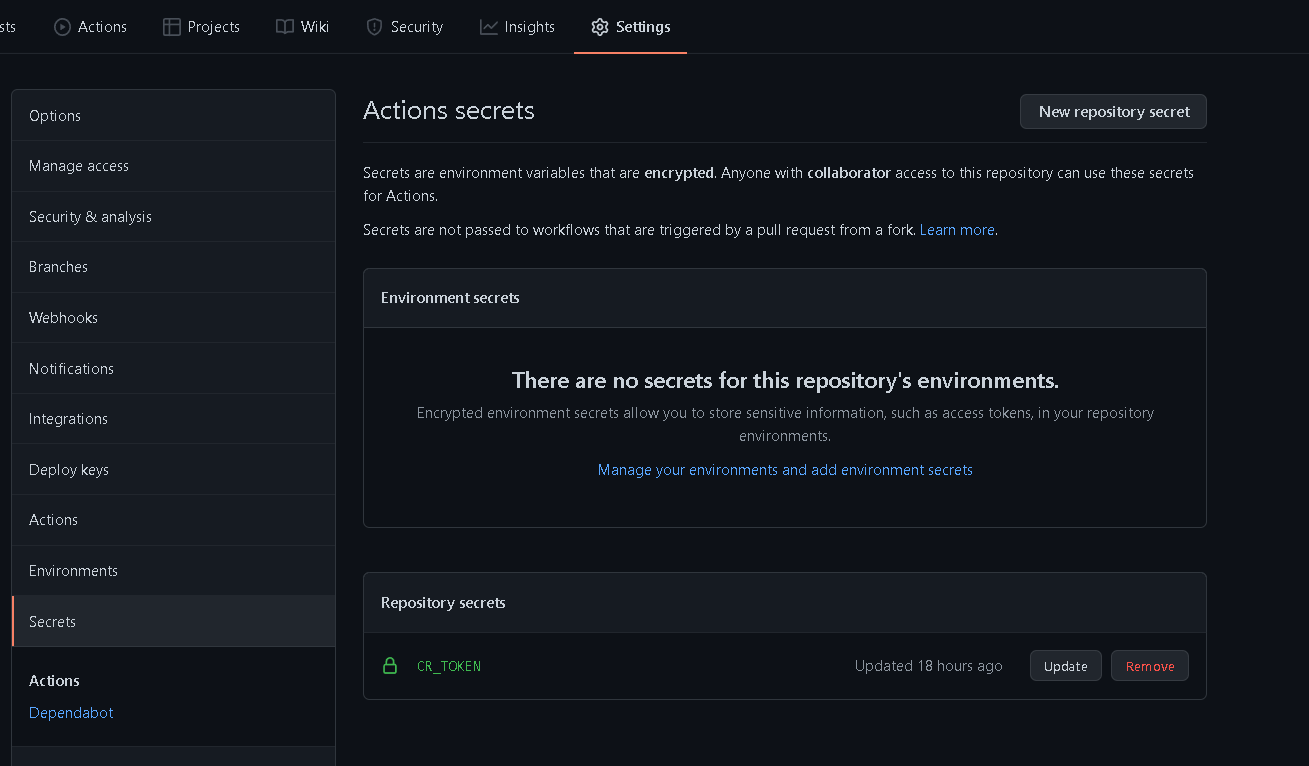 sts
Actions
Projects
Wiki
Security
Insights
Settings
Options
Manage access
Security & analysis
Branches
Webhooks
Notifications
Integrations
Deploy keys
Actions
Environments
Secrets
Actions
Dependabot
Actions secrets
New repository secret
Secrets are environment variables that are encrypted. Anyone with collaborator access to this repository can use these secrets
for Actions.
Secrets are not passed to workflows that are triggered by a pull request from a fork. Learn more.
Environment secrets
There are no secrets for this repository's environments.
Encrypted environment secrets allow you to store sensitive information, such as access tokens, in your repository
environments.
Manage your environments and add environment secrets
Repository secrets
CR_TOKEN
Updated 18 hours ago
Update
Remove